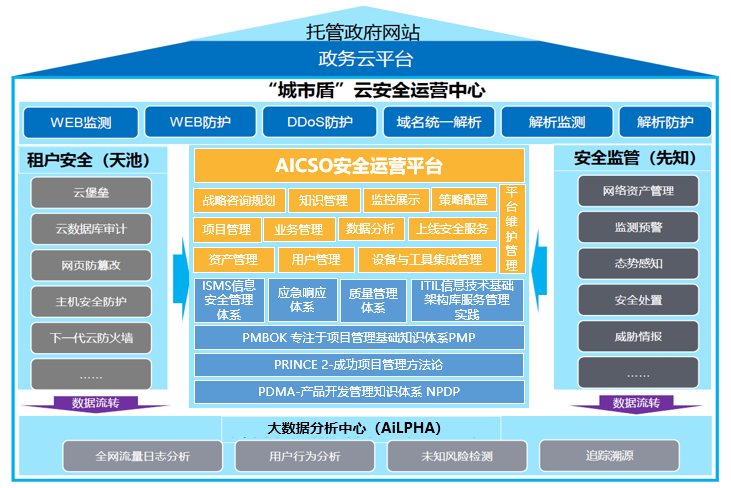 托管政府网站
政务云平台
“城市盾”云安全运营中心
WEB监测
WEB防护
DDoS防护
域名统一解析
解析监测
解析防护
租户安全（天池）
云堡垒
云数据库审计
网页防篡改
主机安全防护
下一代云防火墙
……
数据流转
AiCSO安全运营平台
战略咨询规划
知识管理
监控展示
策略配置
项目管理
业务管理
数据分析
上线安全服务
资产管理
用户管理
设备与工具集成管理
平台维护管理
ISMS信息
安全管理
体系
应急响应
体系
质量管理
体系
ITIL信息技术基础
架构库服务管理
实践
PMBOK 专注于项目管理基础知识体系PMP
PRINCE 2-成功项目管理方法论
PDMA-产品开发管理知识体系 NPDP
安全监管（先知）
网络资产管理
监测预警
态势感知
安全处置
威胁情报
……
数据流转
大数据分析中心（AiLPHA）
全网流量日志分析
用户行为分析
未知风险检测
追踪溯源